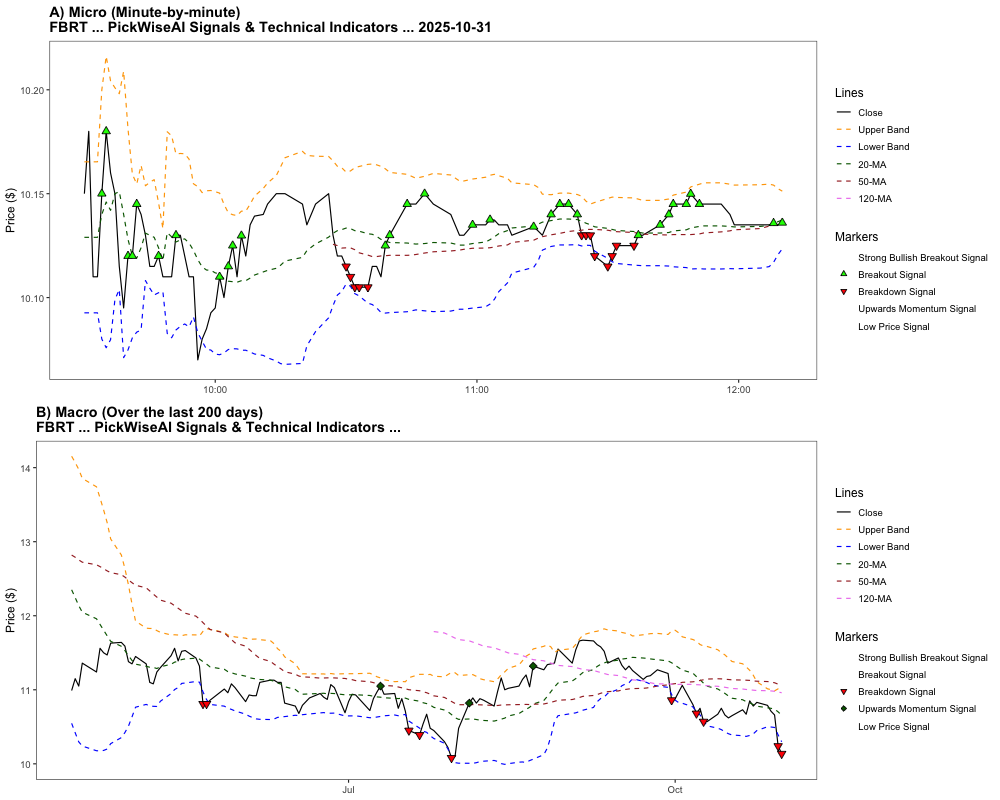 A) Micro (Minute-by-minute)
FBRT ... PickWiseAI Signals & Technical Indicators ... 2025-10-31
Price ($)
10.20
10.15
10.10
10:00
11:00
12:00
Lines
Close
Upper Band
Lower Band
20-MA
50-MA
120-MA
Markers
Strong Bullish Breakout Signal
Breakout Signal
Breakdown Signal
Upwards Momentum Signal
Low Price Signal
B) Macro (Over the last 200 days)
FBRT ... PickWiseAI Signals & Technical Indicators ...
Price ($)
14
13
12
11
10
Jul
Oct
Lines
Close
Upper Band
Lower Band
20-MA
50-MA
120-MA
Markers
Strong Bullish Breakout Signal
Breakout Signal
Breakdown Signal
Upwards Momentum Signal
Low Price Signal